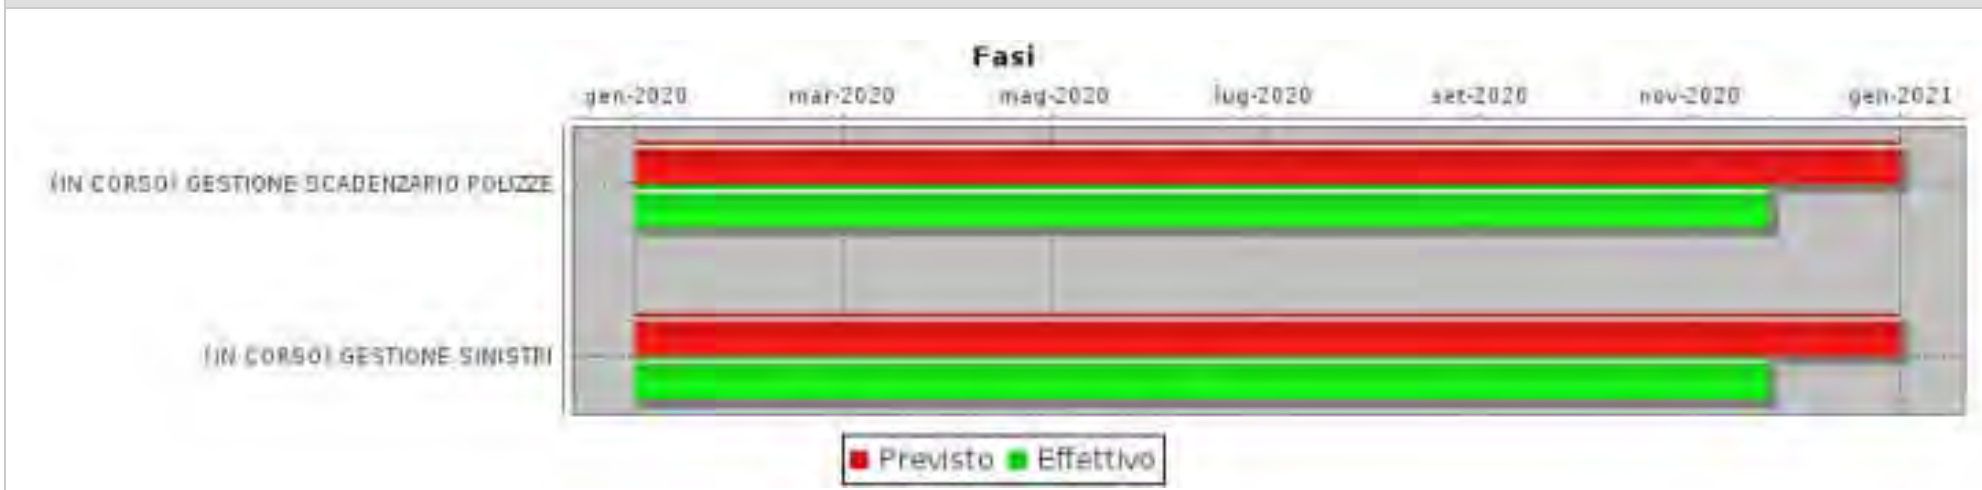 Fasi
gen-2020 mar-2020 mag-2020 lug-2020 set-2020 nov-2020 gen-2021
(IN CORSO) GESTIONE SCADENZARIO POLIZZE
(IN CORSO) GESTIONE SINISTRI
Previsto Effettivo